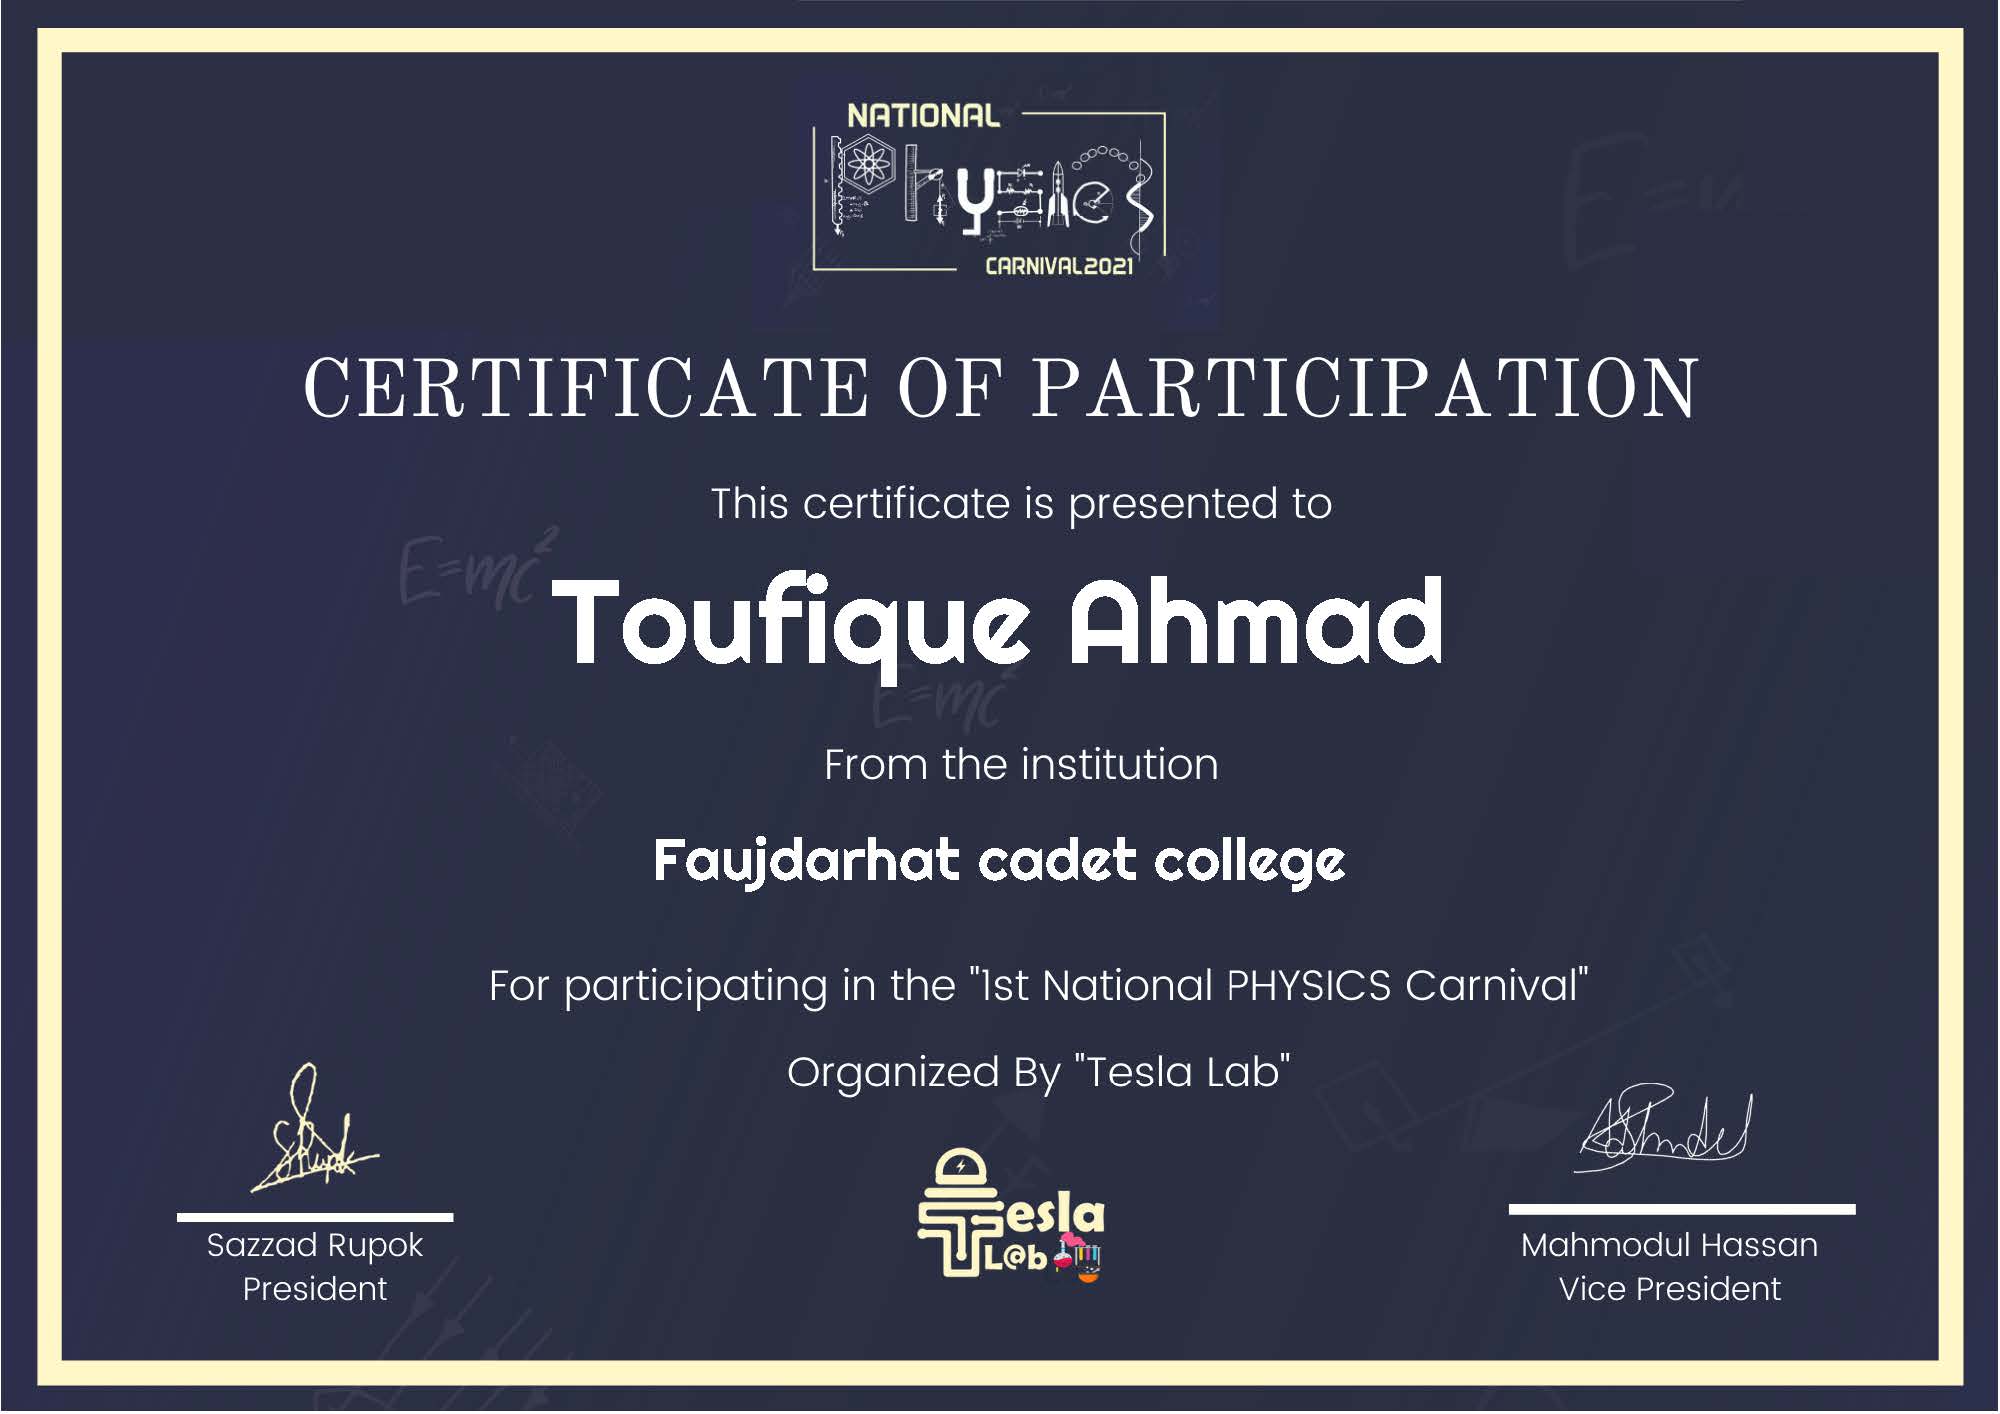 NATIONAL
Physics
CARNIVAL2021
CERTIFICATE OF PARTICIPATION
This certificate is presented to
E=mc²
Toufique Ahmad
E=mc²
From the institution
Faujdarhat cadet college
For participating in the "1st National PHYSICS Carnival"
Organized By "Tesla Lab"
Tesla
L@b
Sazzad Rupok
President
Mahmodul Hassan
Vice President